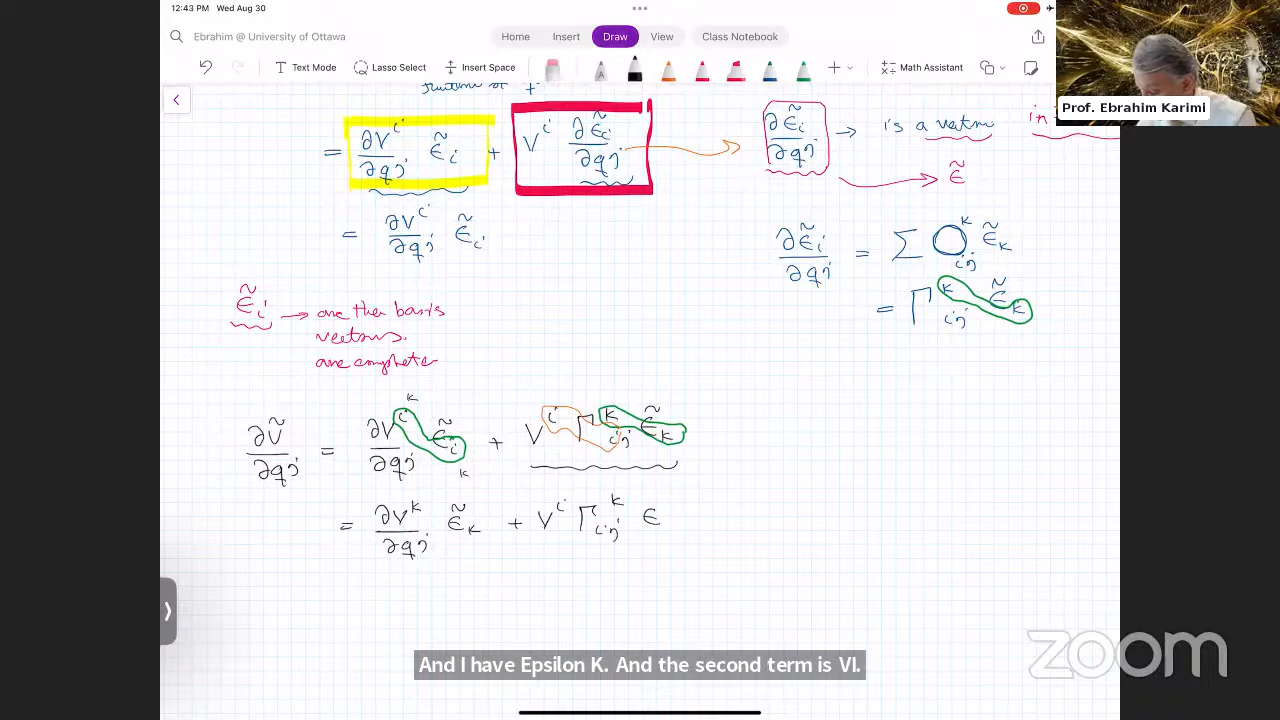 12:43 PM Wed Aug 30
Ebrahim @ University of Ottawa
Home Insert Draw View Class Notebook
Text Mode Lasso Select Insert Space Math Assistant
Prof. Ebrahim Karimi
= ∂V^i/∂q^j ε̃_i + V^i ∂ε̃_i/∂q^j
∂ε̃_i/∂q^j → is a vector in
ε̃
= ∂V^i/∂q^j ε̃_i
∂ε̃_i/∂q^j = Σ O^k_ij ε̃_k
= Γ^k_ij ε̃_k
ε̃_i → are the basis
vectors.
are complete
∂Ṽ/∂q^j = ∂V^i/∂q^j ε̃_i + V^i Γ^k_ij ε̃_k
k
k
= ∂V^k/∂q^j ε̃_k + V^i Γ^k_ij ε
And I have Epsilon K. And the second term is VI.
zoom